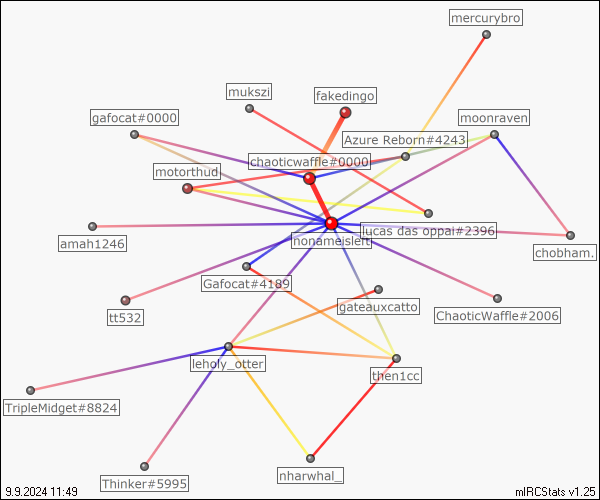 mercurybro
mukszi
fakedingo
gafocat#0000
moonraven
Azure Reborn#4243
chaoticwaffle#0000
motorthud
lucas das oppai#2396
nonameisleft
amah1246
chobham.
Gafocat#4189
gateauxcatto
tt532
ChaoticWaffle#2006
leholy_otter
then1cc
TripleMidget#8824
Thinker#5995
nharwhal_
9.9.2024 11:49
mIRCStats v1.25